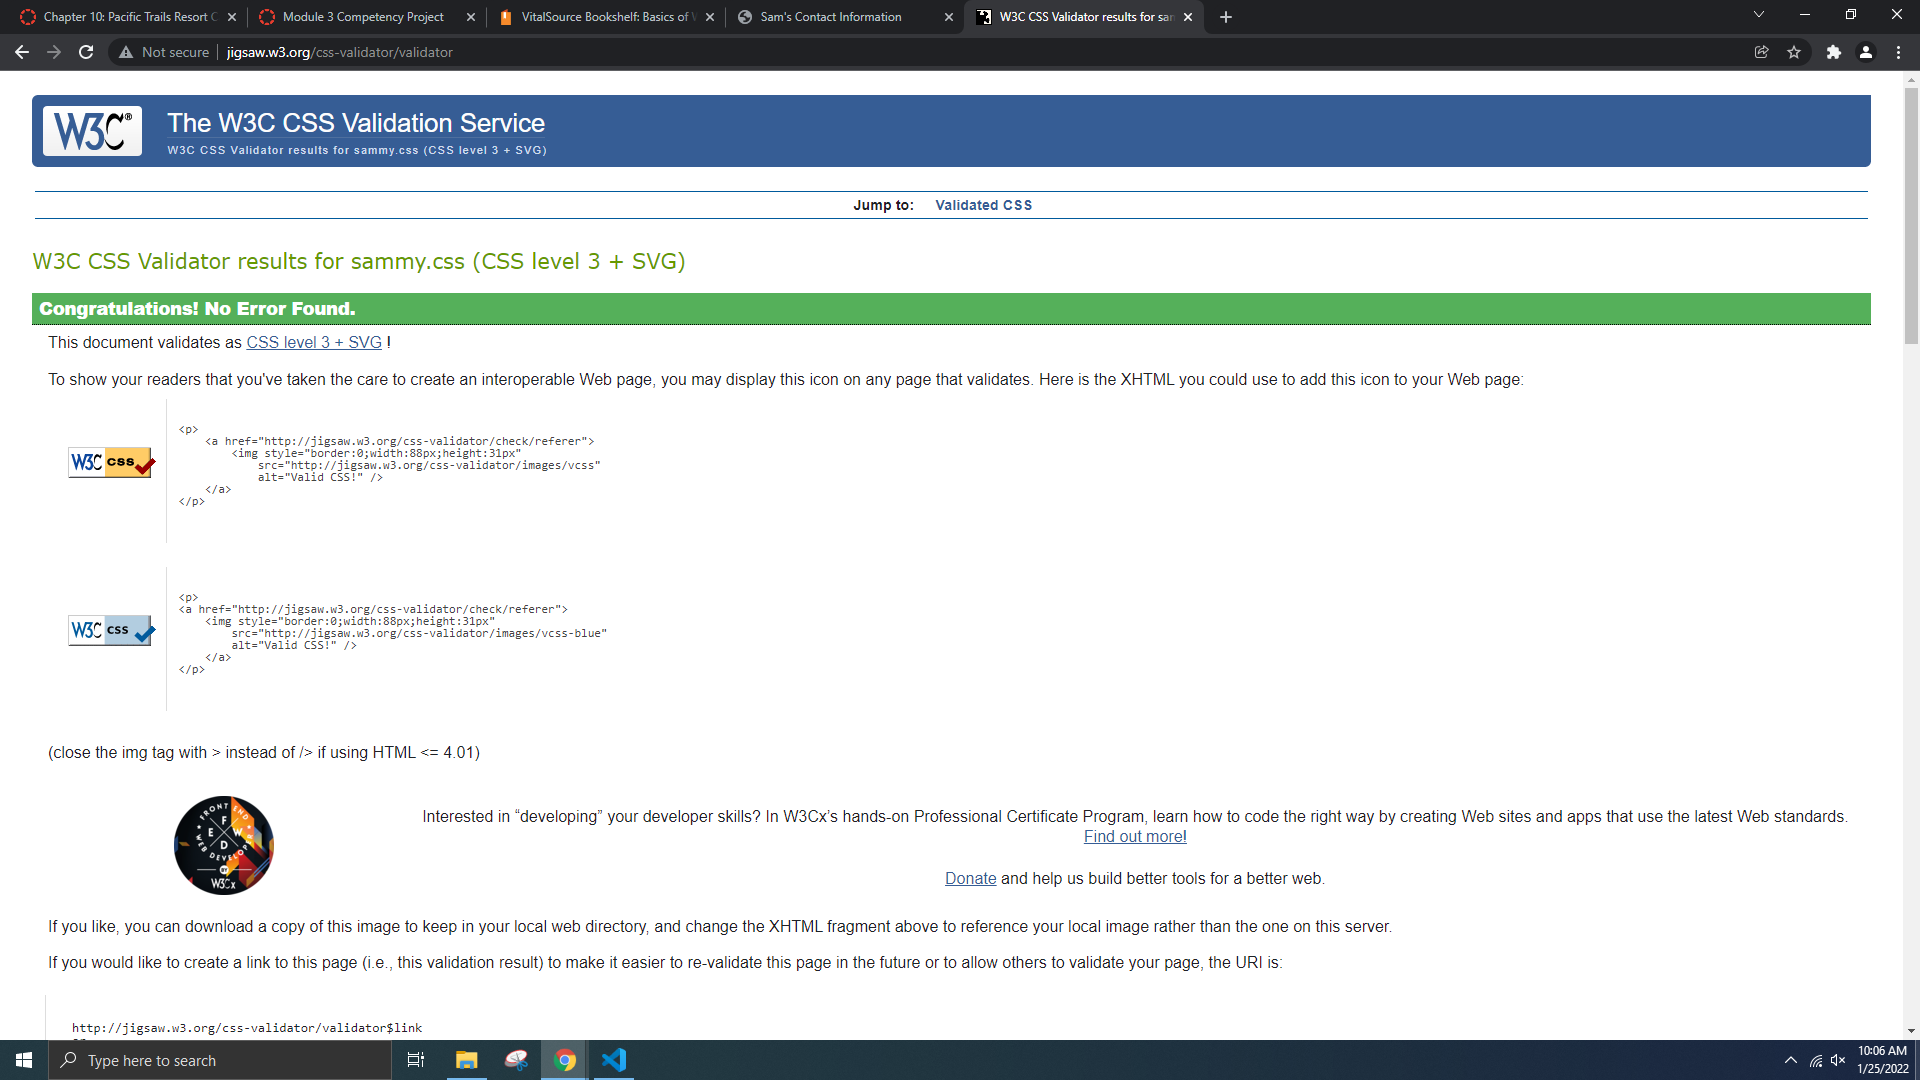 Chapter 10: Pacific Trails Resort C
Module 3 Competency Project
VitalSource Bookshelf: Basics of W
Sam's Contact Information
W3C CSS Validator results for sam
Not secure
jigsaw.w3.org/css-validator/validator
W3C®
The W3C CSS Validation Service
W3C CSS Validator results for sammy.css (CSS level 3 + SVG)
Jump to: Validated CSS
W3C CSS Validator results for sammy.css (CSS level 3 + SVG)
Congratulations! No Error Found.
This document validates as CSS level 3 + SVG !
To show your readers that you've taken the care to create an interoperable Web page, you may display this icon on any page that validates. Here is the XHTML you could use to add this icon to your Web page:
W3C CSS
<p>
<a href="http://jigsaw.w3.org/css-validator/check/referer">
<img style="border:0;width:88px;height:31px"
src="http://jigsaw.w3.org/css-validator/images/vcss"
alt="Valid CSS!" />
</a>
</p>
W3C CSS
<p>
<a href="http://jigsaw.w3.org/css-validator/check/referer">
<img style="border:0;width:88px;height:31px"
src="http://jigsaw.w3.org/css-validator/images/vcss-blue"
alt="Valid CSS!" />
</a>
</p>
(close the img tag with > instead of /> if using HTML <= 4.01)
FRONT END
F
E W
D
WEB DEVELOPER
BY
W3Cx
Interested in “developing” your developer skills? In W3Cx’s hands-on Professional Certificate Program, learn how to code the right way by creating Web sites and apps that use the latest Web standards.
Find out more!
Donate and help us build better tools for a better web.
If you like, you can download a copy of this image to keep in your local web directory, and change the XHTML fragment above to reference your local image rather than the one on this server.
If you would like to create a link to this page (i.e., this validation result) to make it easier to re-validate this page in the future or to allow others to validate your page, the URI is:
http://jigsaw.w3.org/css-validator/validator$link
Type here to search
10:06 AM
1/25/2022